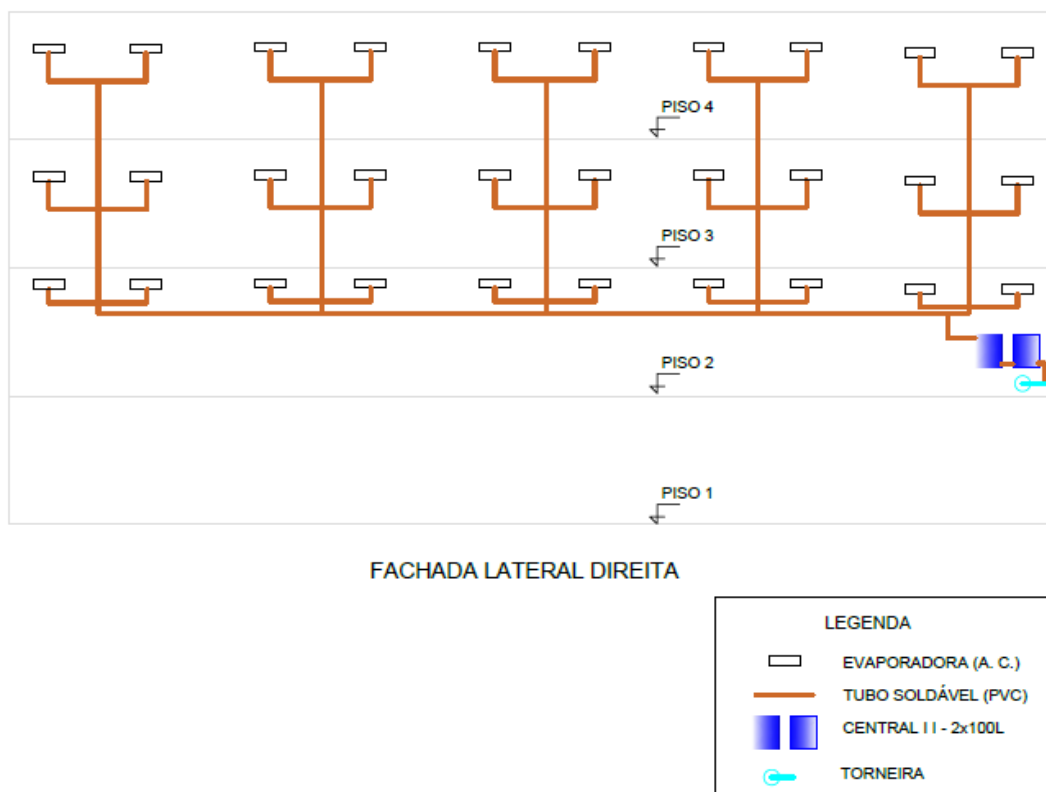 PISO 4
PISO 3
PISO 2
PISO 1
FACHADA LATERAL DIREITA
LEGENDA
EVAPORADORA (A. C.)
TUBO SOLDÁVEL (PVC)
CENTRAL I I - 2x100L
TORNEIRA